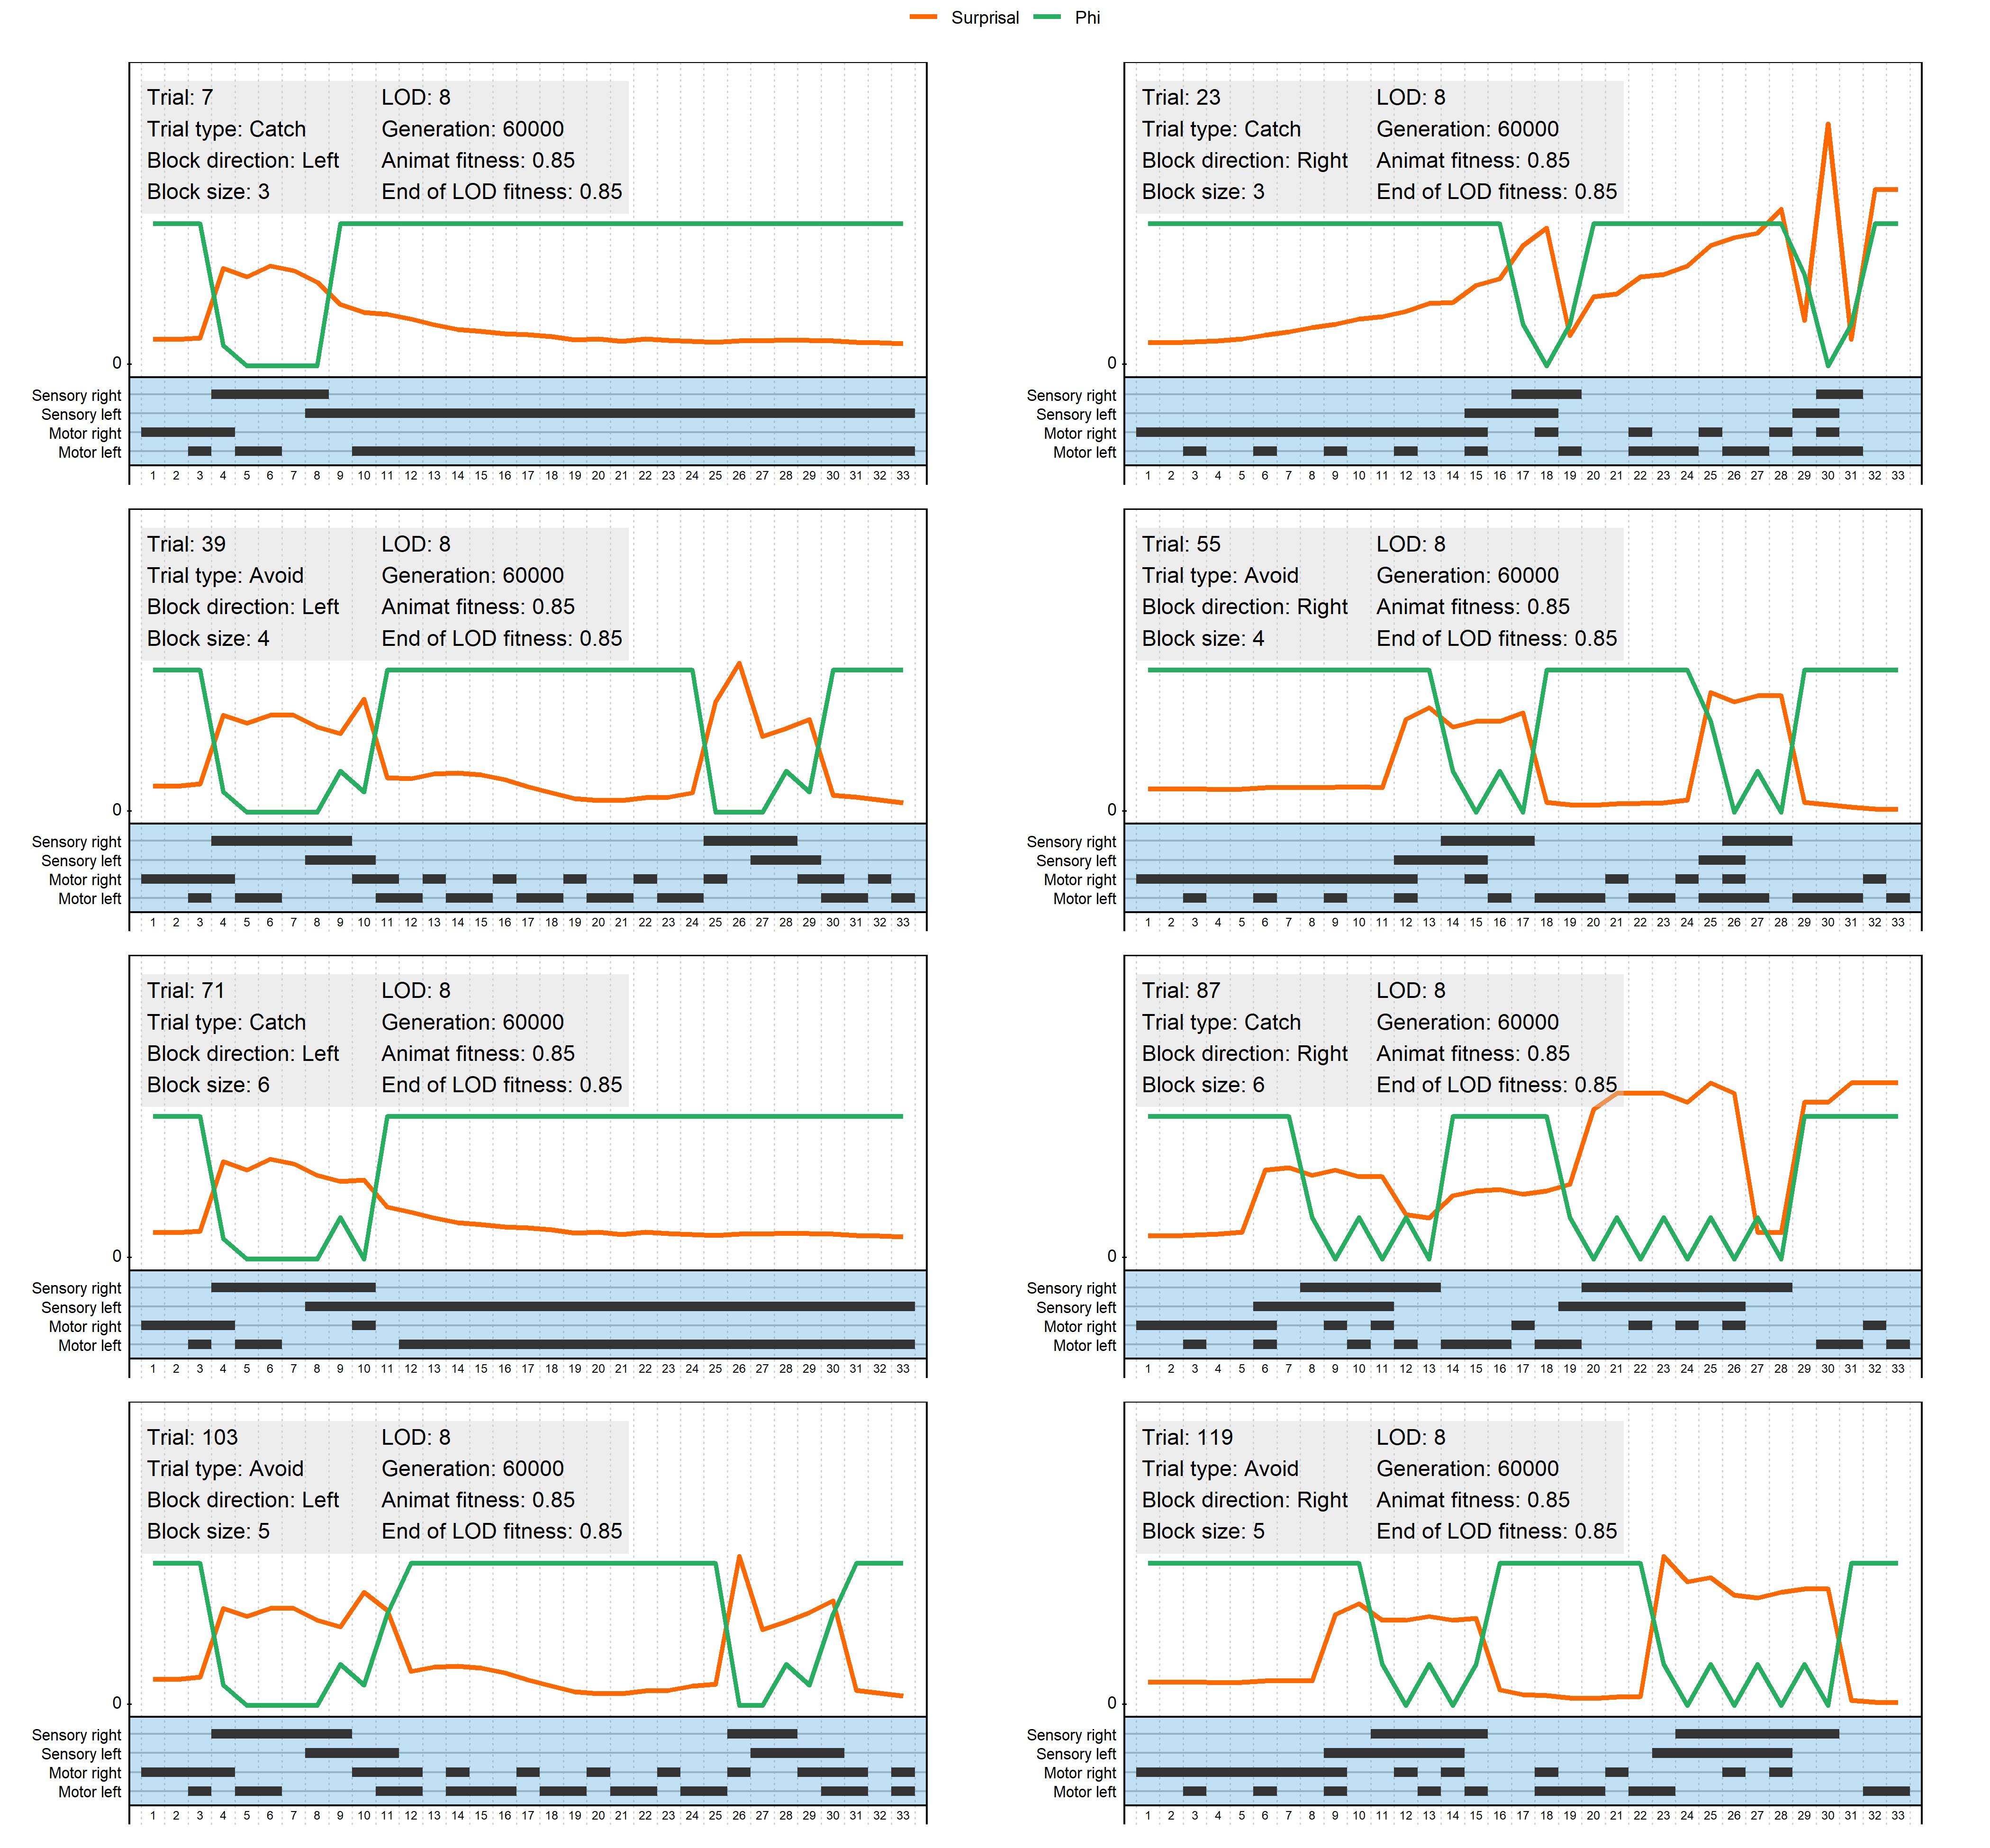 Surprisal Phi
Trial: 7 LOD: 8
Trial type: Catch Generation: 60000
Block direction: Left Animat fitness: 0.85
Block size: 3 End of LOD fitness: 0.85
0
Sensory right
Sensory left
Motor right
Motor left
1 2 3 4 5 6 7 8 9 10 11 12 13 14 15 16 17 18 19 20 21 22 23 24 25 26 27 28 29 30 31 32 33
Trial: 23 LOD: 8
Trial type: Catch Generation: 60000
Block direction: Right Animat fitness: 0.85
Block size: 3 End of LOD fitness: 0.85
0
Sensory right
Sensory left
Motor right
Motor left
1 2 3 4 5 6 7 8 9 10 11 12 13 14 15 16 17 18 19 20 21 22 23 24 25 26 27 28 29 30 31 32 33
Trial: 39 LOD: 8
Trial type: Avoid Generation: 60000
Block direction: Left Animat fitness: 0.85
Block size: 4 End of LOD fitness: 0.85
0
Sensory right
Sensory left
Motor right
Motor left
1 2 3 4 5 6 7 8 9 10 11 12 13 14 15 16 17 18 19 20 21 22 23 24 25 26 27 28 29 30 31 32 33
Trial: 55 LOD: 8
Trial type: Avoid Generation: 60000
Block direction: Right Animat fitness: 0.85
Block size: 4 End of LOD fitness: 0.85
0
Sensory right
Sensory left
Motor right
Motor left
1 2 3 4 5 6 7 8 9 10 11 12 13 14 15 16 17 18 19 20 21 22 23 24 25 26 27 28 29 30 31 32 33
Trial: 71 LOD: 8
Trial type: Catch Generation: 60000
Block direction: Left Animat fitness: 0.85
Block size: 6 End of LOD fitness: 0.85
0
Sensory right
Sensory left
Motor right
Motor left
1 2 3 4 5 6 7 8 9 10 11 12 13 14 15 16 17 18 19 20 21 22 23 24 25 26 27 28 29 30 31 32 33
Trial: 87 LOD: 8
Trial type: Catch Generation: 60000
Block direction: Right Animat fitness: 0.85
Block size: 6 End of LOD fitness: 0.85
0
Sensory right
Sensory left
Motor right
Motor left
1 2 3 4 5 6 7 8 9 10 11 12 13 14 15 16 17 18 19 20 21 22 23 24 25 26 27 28 29 30 31 32 33
Trial: 103 LOD: 8
Trial type: Avoid Generation: 60000
Block direction: Left Animat fitness: 0.85
Block size: 5 End of LOD fitness: 0.85
0
Sensory right
Sensory left
Motor right
Motor left
1 2 3 4 5 6 7 8 9 10 11 12 13 14 15 16 17 18 19 20 21 22 23 24 25 26 27 28 29 30 31 32 33
Trial: 119 LOD: 8
Trial type: Avoid Generation: 60000
Block direction: Right Animat fitness: 0.85
Block size: 5 End of LOD fitness: 0.85
0
Sensory right
Sensory left
Motor right
Motor left
1 2 3 4 5 6 7 8 9 10 11 12 13 14 15 16 17 18 19 20 21 22 23 24 25 26 27 28 29 30 31 32 33